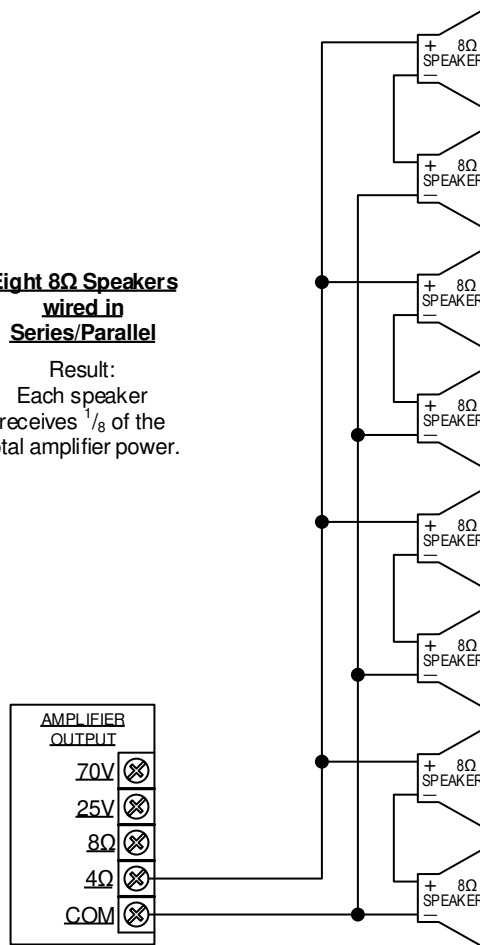 Eight 8Ω Speakers
wired in
Series/Parallel
Result:
Each speaker
receives 1/8 of the
total amplifier power.
AMPLIFIER
OUTPUT
70V
25V
8Ω
4Ω
COM
+ 8Ω
SPEAKER
—
+ 8Ω
SPEAKER
—
+ 8Ω
SPEAKER
—
+ 8Ω
SPEAKER
—
+ 8Ω
SPEAKER
—
+ 8Ω
SPEAKER
—
+ 8Ω
SPEAKER
—
+ 8Ω
SPEAKER
—